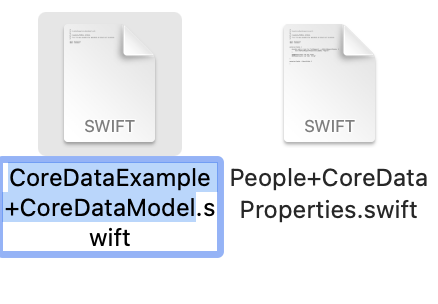 SWIFT SWIFT
CoreDataExample
+CoreDataModel.s
wift
People+CoreData
Properties.swift